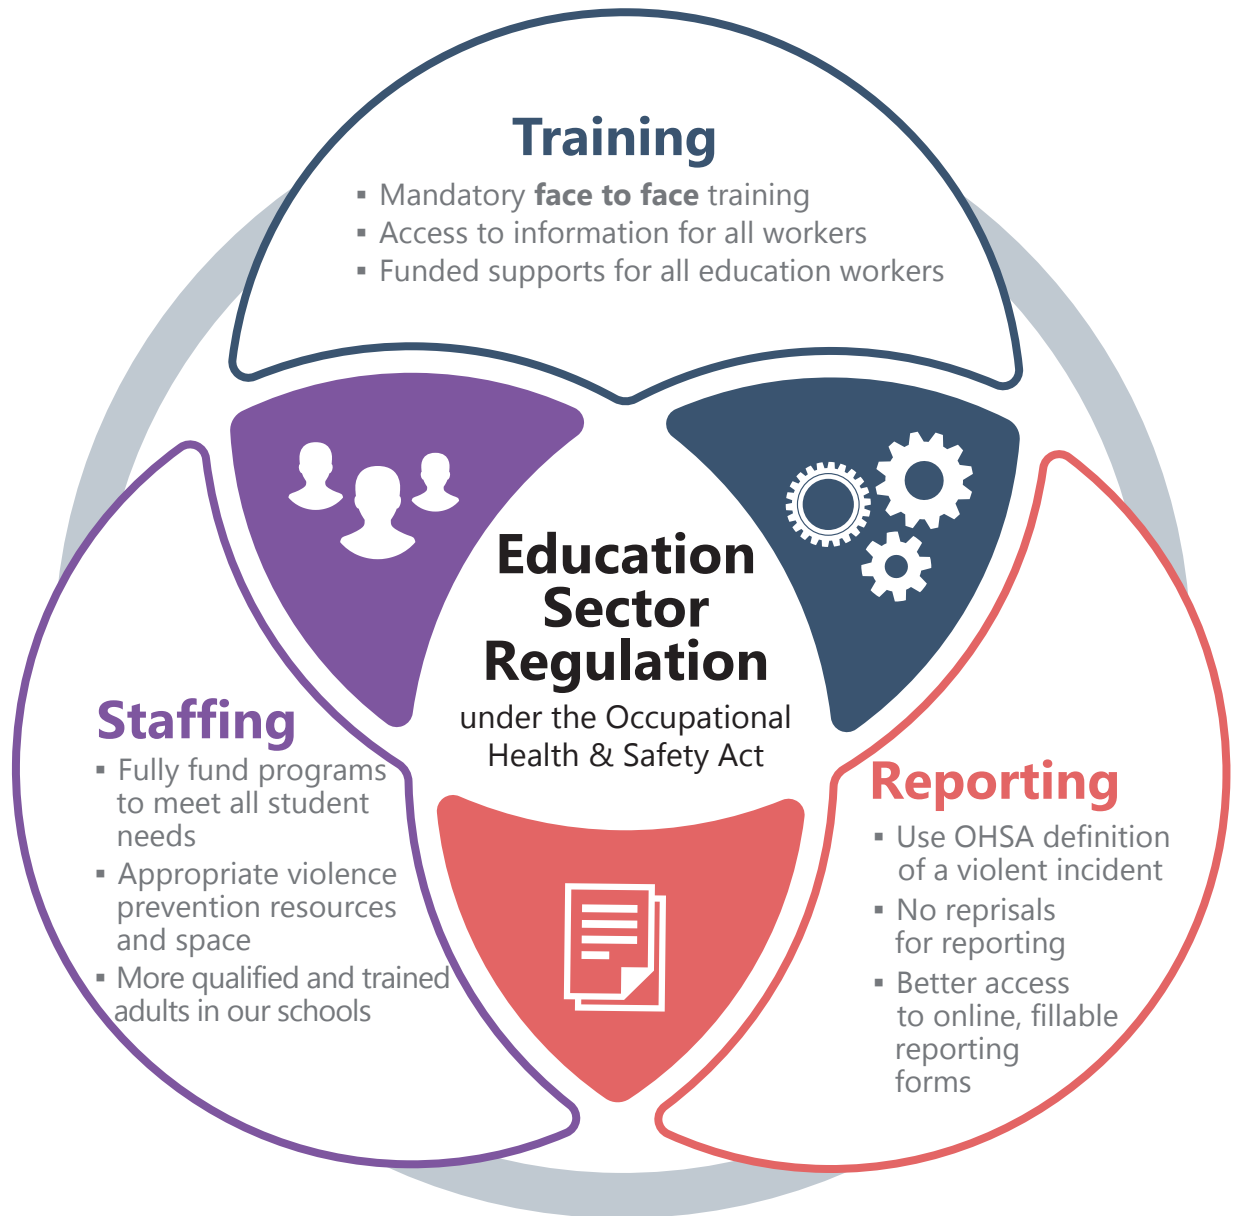 Training
▪ Mandatory face to face training
▪ Access to information for all workers
▪ Funded supports for all education workers
Education
Sector
Regulation
under the Occupational
Health & Safety Act
Staffing
▪ Fully fund programs
to meet all student
needs
▪ Appropriate violence
prevention resources
and space
▪ More qualified and trained
adults in our schools
Reporting
▪ Use OHSA definition
of a violent incident
▪ No reprisals
for reporting
▪ Better access
to online, fillable
reporting
forms